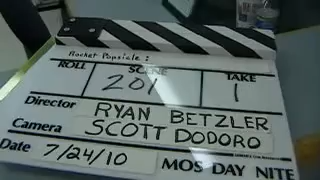 Rocket Popsicle:
ROLL SCENE TAKE
201 1
Director RYAN BETZLER
Camera SCOTT DODORO
Date 7/24/10 MOS DAY NITE